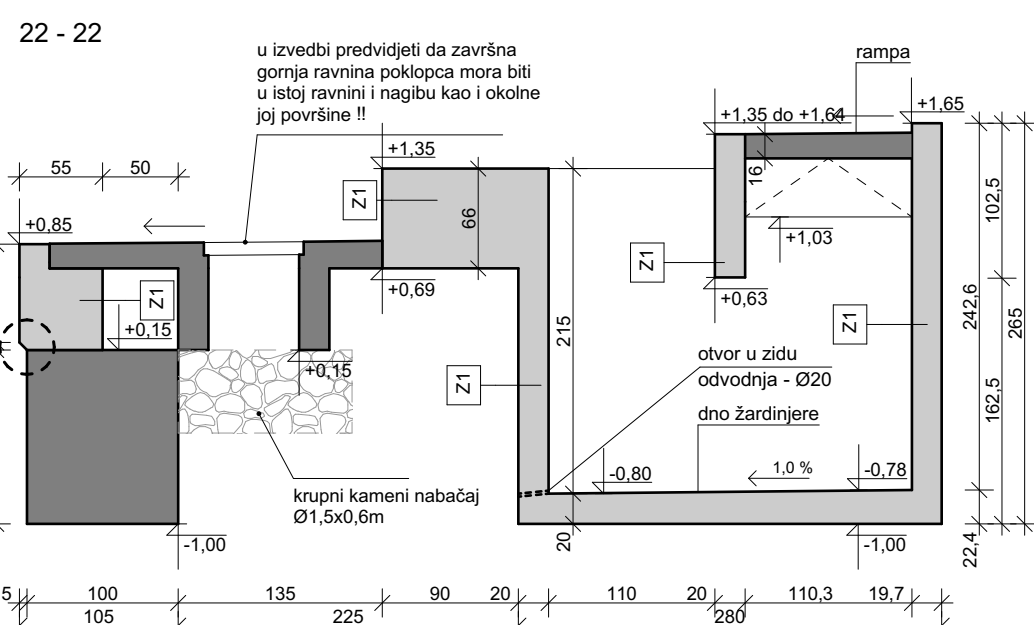 22 - 22
u izvedbi predvidjeti da završna
gornja ravnina poklopca mora biti
u istoj ravnini i nagibu kao i okolne
joj površine !!
rampa
+1,35 do +1,64
+1,65
+1,35
55
50
Z1
66
16
102,5
+0,85
+1,03
Z1
+0,69
+0,63
Z1
+0,15
Z1
215
242,6
265
otvor u zidu
odvodnja - Ø20
+0,15
Z1
dno žardinjere
162,5
-0,80
1,0 %
-0,78
krupni kameni nabačaj
Ø1,5x0,6m
-1,00
20
-1,00
22,4
5
100
135
90
20
110
20
110,3
19,7
105
225
280